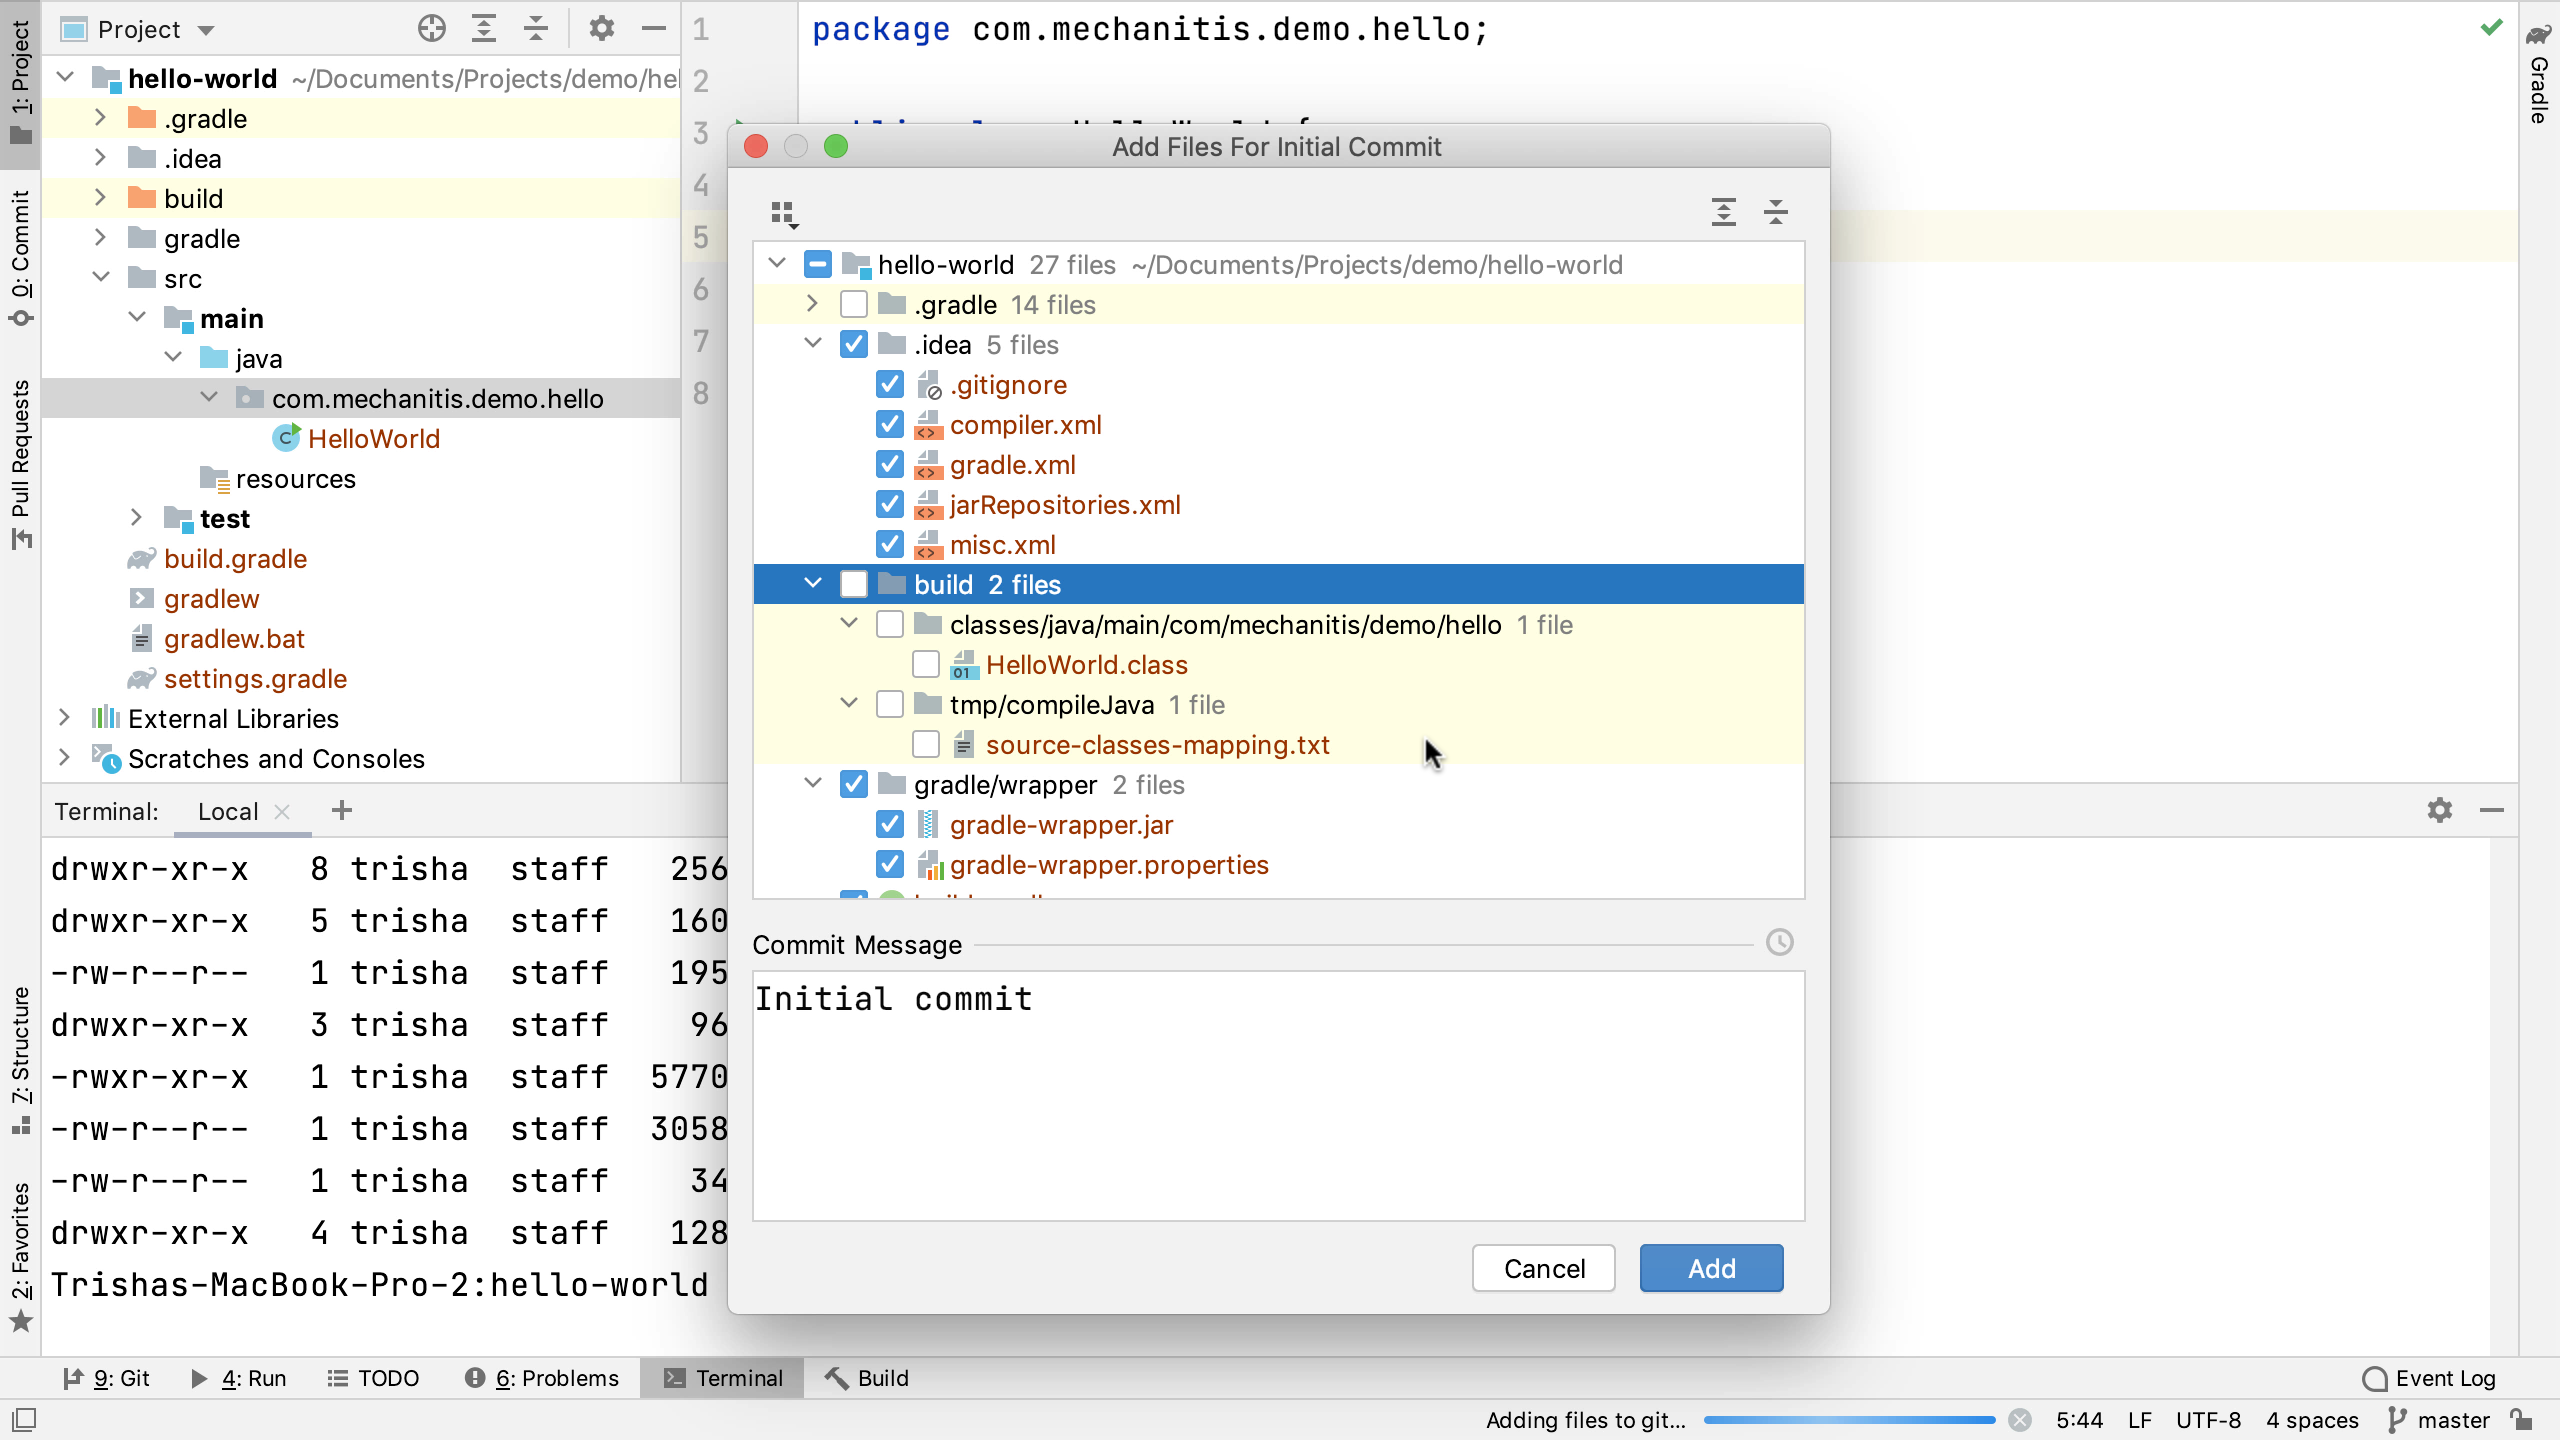 1: Project
0: Commit
Pull Requests
7: Structure
2: Favorites
Project
hello-world ~/Documents/Projects/demo/hel
.gradle
.idea
build
gradle
src
main
java
com.mechanitis.demo.hello
HelloWorld
resources
test
build.gradle
gradlew
gradlew.bat
settings.gradle
External Libraries
Scratches and Consoles
1 package com.mechanitis.demo.hello;
2
3
4
5
6
7
8
Gradle
Add Files For Initial Commit
hello-world 27 files ~/Documents/Projects/demo/hello-world
.gradle 14 files
.idea 5 files
.gitignore
compiler.xml
gradle.xml
jarRepositories.xml
misc.xml
build 2 files
classes/java/main/com/mechanitis/demo/hello 1 file
01 HelloWorld.class
tmp/compileJava 1 file
source-classes-mapping.txt
gradle/wrapper 2 files
gradle-wrapper.jar
gradle-wrapper.properties
Commit Message
Initial commit
Cancel
Add
Terminal: Local
drwxr-xr-x 8 trisha staff 256
drwxr-xr-x 5 trisha staff 160
-rw-r--r-- 1 trisha staff 195
drwxr-xr-x 3 trisha staff 96
-rwxr-xr-x 1 trisha staff 5770
-rw-r--r-- 1 trisha staff 3058
-rw-r--r-- 1 trisha staff 34
drwxr-xr-x 4 trisha staff 128
Trishas-MacBook-Pro-2:hello-world
9: Git 4: Run TODO 6: Problems Terminal Build Event Log
Adding files to git... 5:44 LF UTF-8 4 spaces master